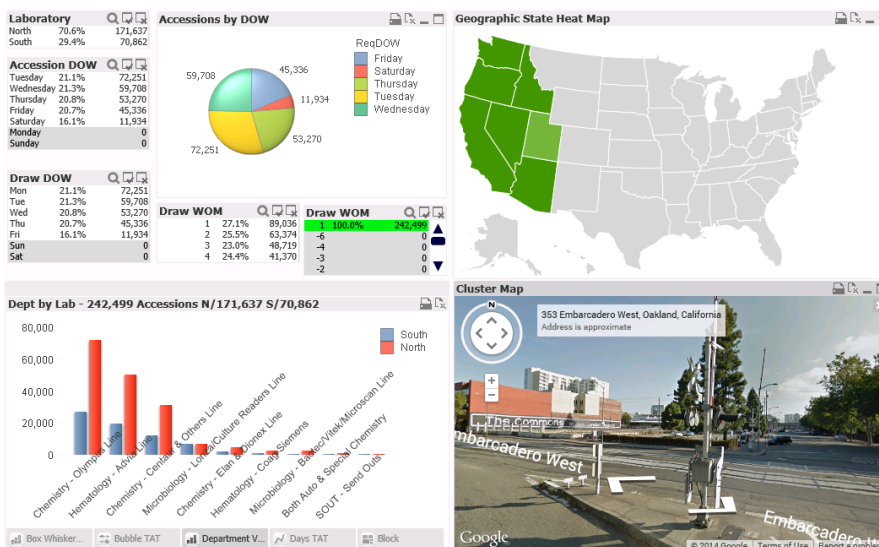 Laboratory
North 70.6% 171,637
South 29.4% 70,862
Accession DOW
Tuesday 21.1% 72,251
Wednesday 21.3% 59,708
Thursday 20.8% 53,270
Friday 20.7% 45,336
Saturday 16.1% 11,934
Monday 0
Sunday 0
Draw DOW
Mon 21.1% 72,251
Tue 21.3% 59,708
Wed 20.8% 53,270
Thu 20.7% 45,336
Fri 16.1% 11,934
Sun 0
Sat 0
Accessions by DOW
ReqDOW
Friday
Saturday
Thursday
Tuesday
Wednesday
45,336
11,934
53,270
72,251
59,708
Draw WOM
1 27.1% 89,036
2 25.5% 63,374
3 23.0% 48,719
4 24.4% 41,370
Draw WOM
1 100.0% 242,499
-6 0
-4 0
-3 0
-2 0
Geographic State Heat Map
Dept by Lab - 242,499 Accessions N/171,637 S/70,862
South
North
80,000
60,000
40,000
20,000
0
Chemistry - Olympus Line
Hematology - Advia Line
Chemistry - Centaur & Others Line
Microbiology - Lorica/Culture Readers Line
Chemistry - Elan & Dionex Line
Hematology - Coag Siemens
Microbiology - Bactec/Vitek/Microscan Line
Both Auto & Special Chemistry
SOUT - Send Outs
Box Whisker...
Bubble TAT
Department V...
Days TAT
Block
Cluster Map
N
353 Embarcadero West, Oakland, California
Address is approximate
+
−
The Commons
Embarcadero West
Embarcadero W
Google
© 2014 Google
Terms of Use
Report a problem